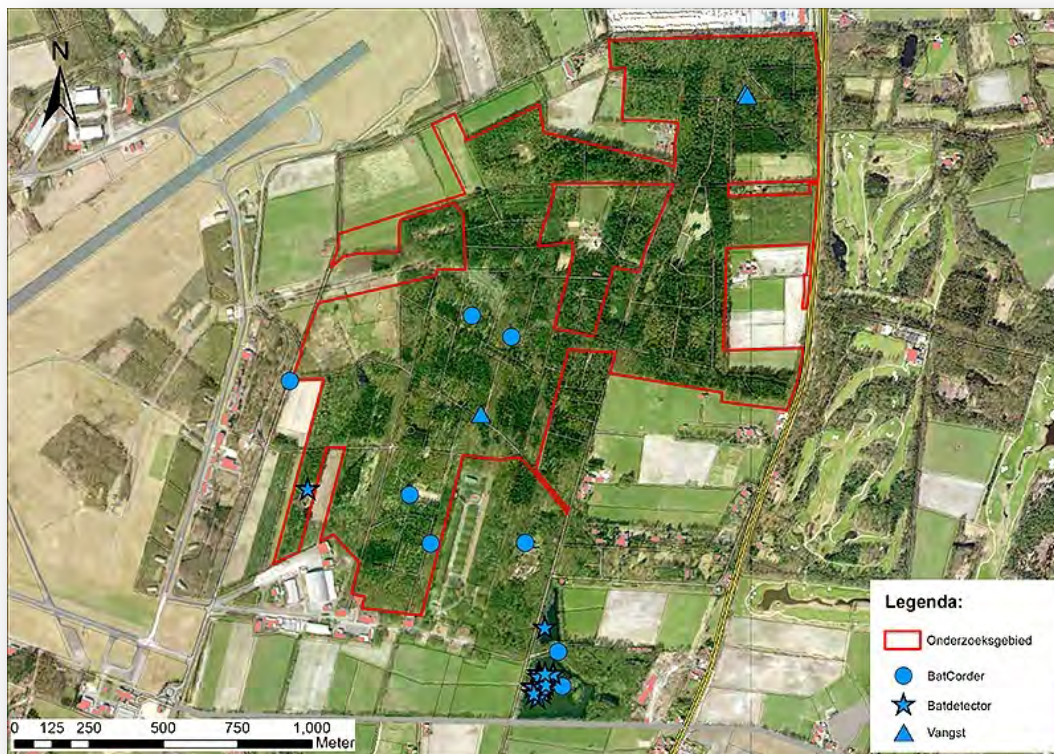 N
Legenda:
Onderzoeksgebied
BatCorder
Batdetector
Vangst
0 125 250 500 750 1,000
Meter